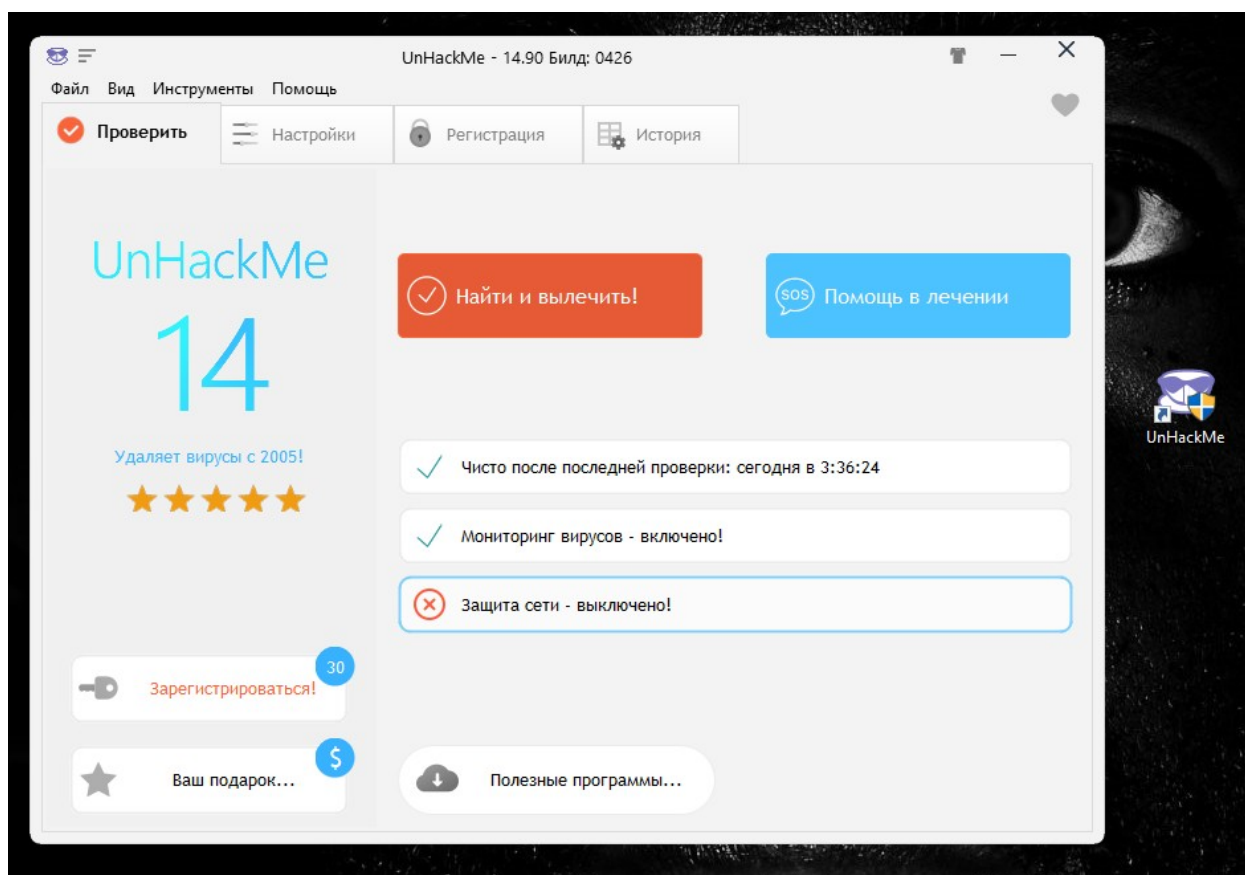 UnHackMe - 14.90 Билд: 0426
Файл Вид Инструменты Помощь
Проверить Настройки Регистрация История
UnHackMe
14
Удаляет вирусы с 2005!
Найти и вылечить!
SOS Помощь в лечении
Чисто после последней проверки: сегодня в 3:36:24
Мониторинг вирусов - включено!
Защита сети - выключено!
30
Зарегистрироваться!
$
Ваш подарок...
Полезные программы...
UnHackMe